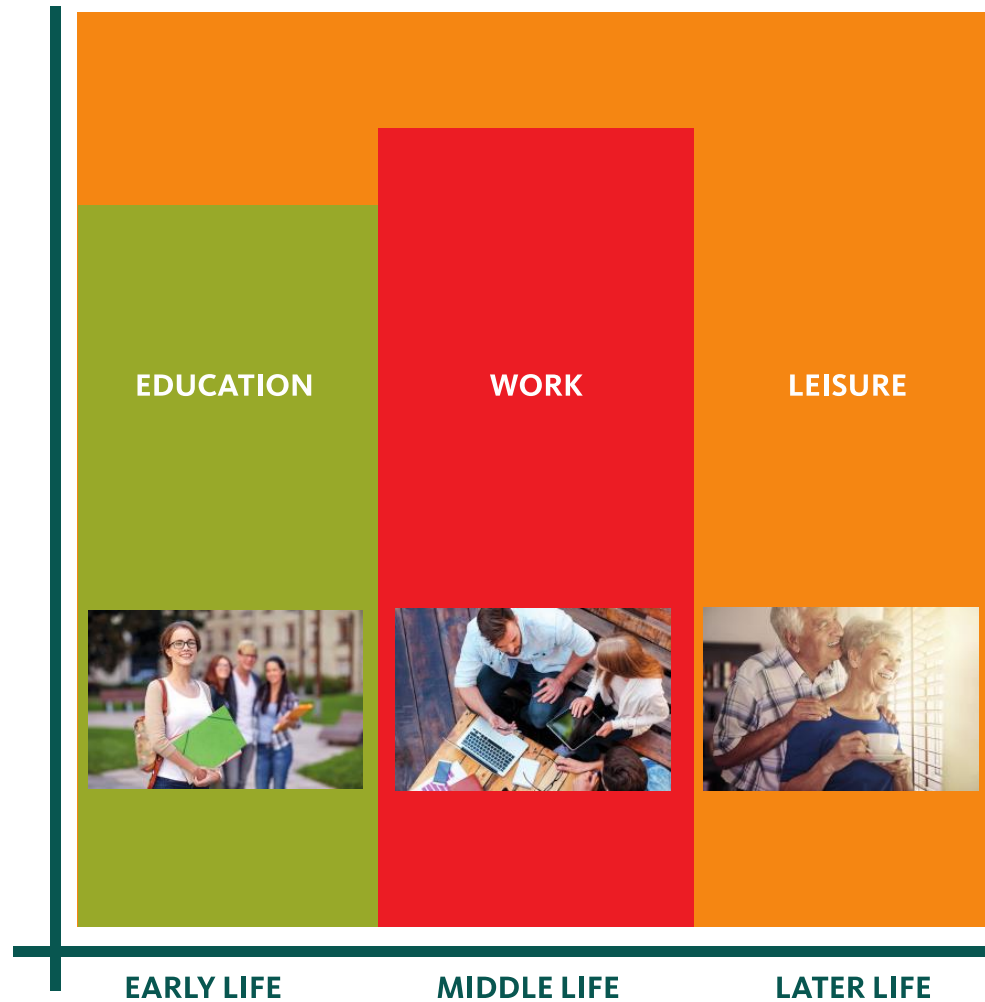 EDUCATION
WORK
LEISURE
EARLY LIFE
MIDDLE LIFE
LATER LIFE